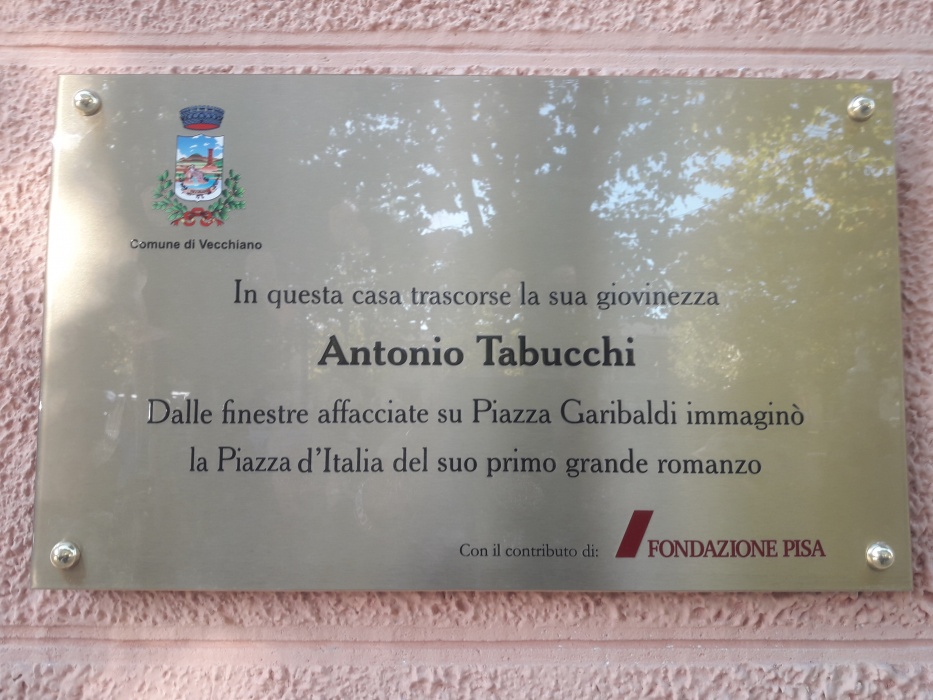 Comune di Vecchiano
In questa casa trascorse la sua giovinezza
Antonio Tabucchi
Dalle finestre affacciate su Piazza Garibaldi immaginò
la Piazza d'Italia del suo primo grande romanzo
Con il contributo di: FONDAZIONE PISA